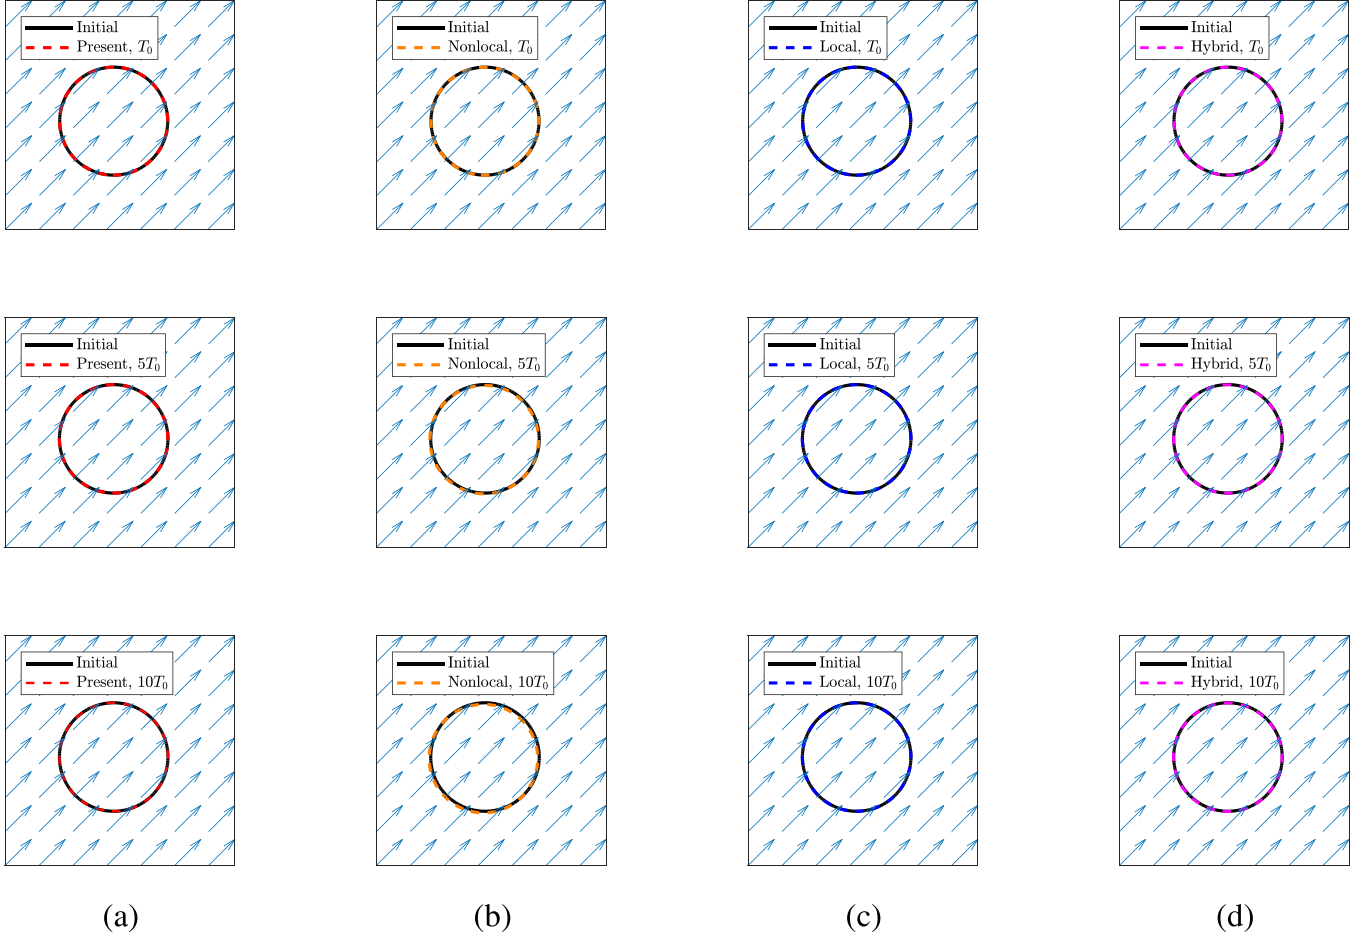 Initial
Present, T₀
Initial
Nonlocal, T₀
Initial
Local, T₀
Initial
Hybrid, T₀
Initial
Present, 5T₀
Initial
Nonlocal, 5T₀
Initial
Local, 5T₀
Initial
Hybrid, 5T₀
Initial
Present, 10T₀
Initial
Nonlocal, 10T₀
Initial
Local, 10T₀
Initial
Hybrid, 10T₀
(a)
(b)
(c)
(d)